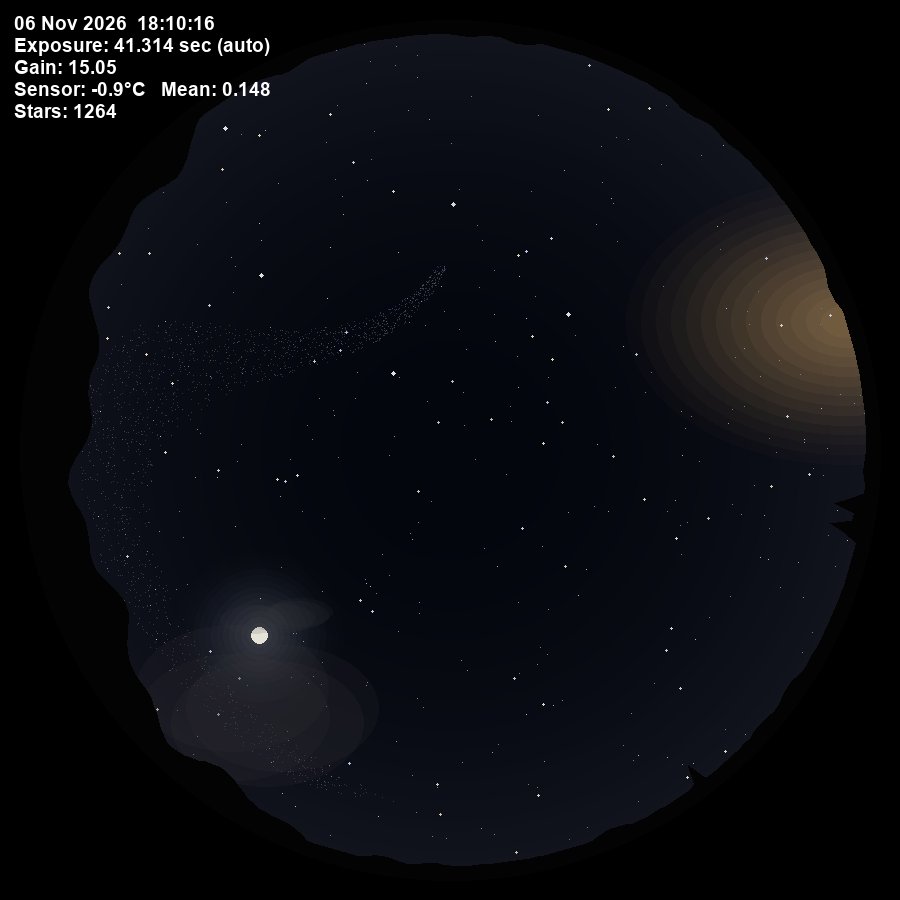 06 Nov 2026  18:10:16
Exposure: 41.314 sec (auto)
Gain: 15.05
Sensor: -0.9°C   Mean: 0.148
Stars: 1264